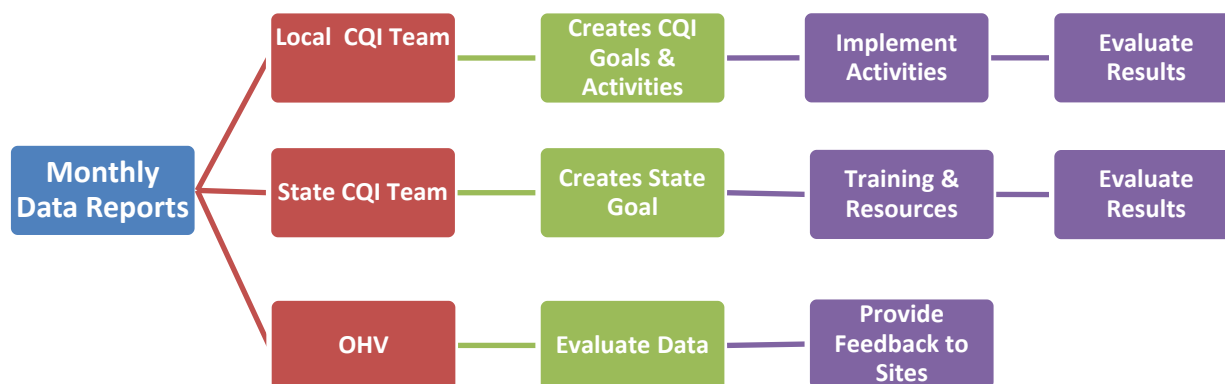 Local CQI Team
Creates CQI
Goals &
Activities
Implement
Activities
Evaluate
Results
Monthly
Data Reports
State CQI Team
Creates State
Goal
Training &
Resources
Evaluate
Results
OHV
Evaluate Data
Provide
Feedback to
Sites